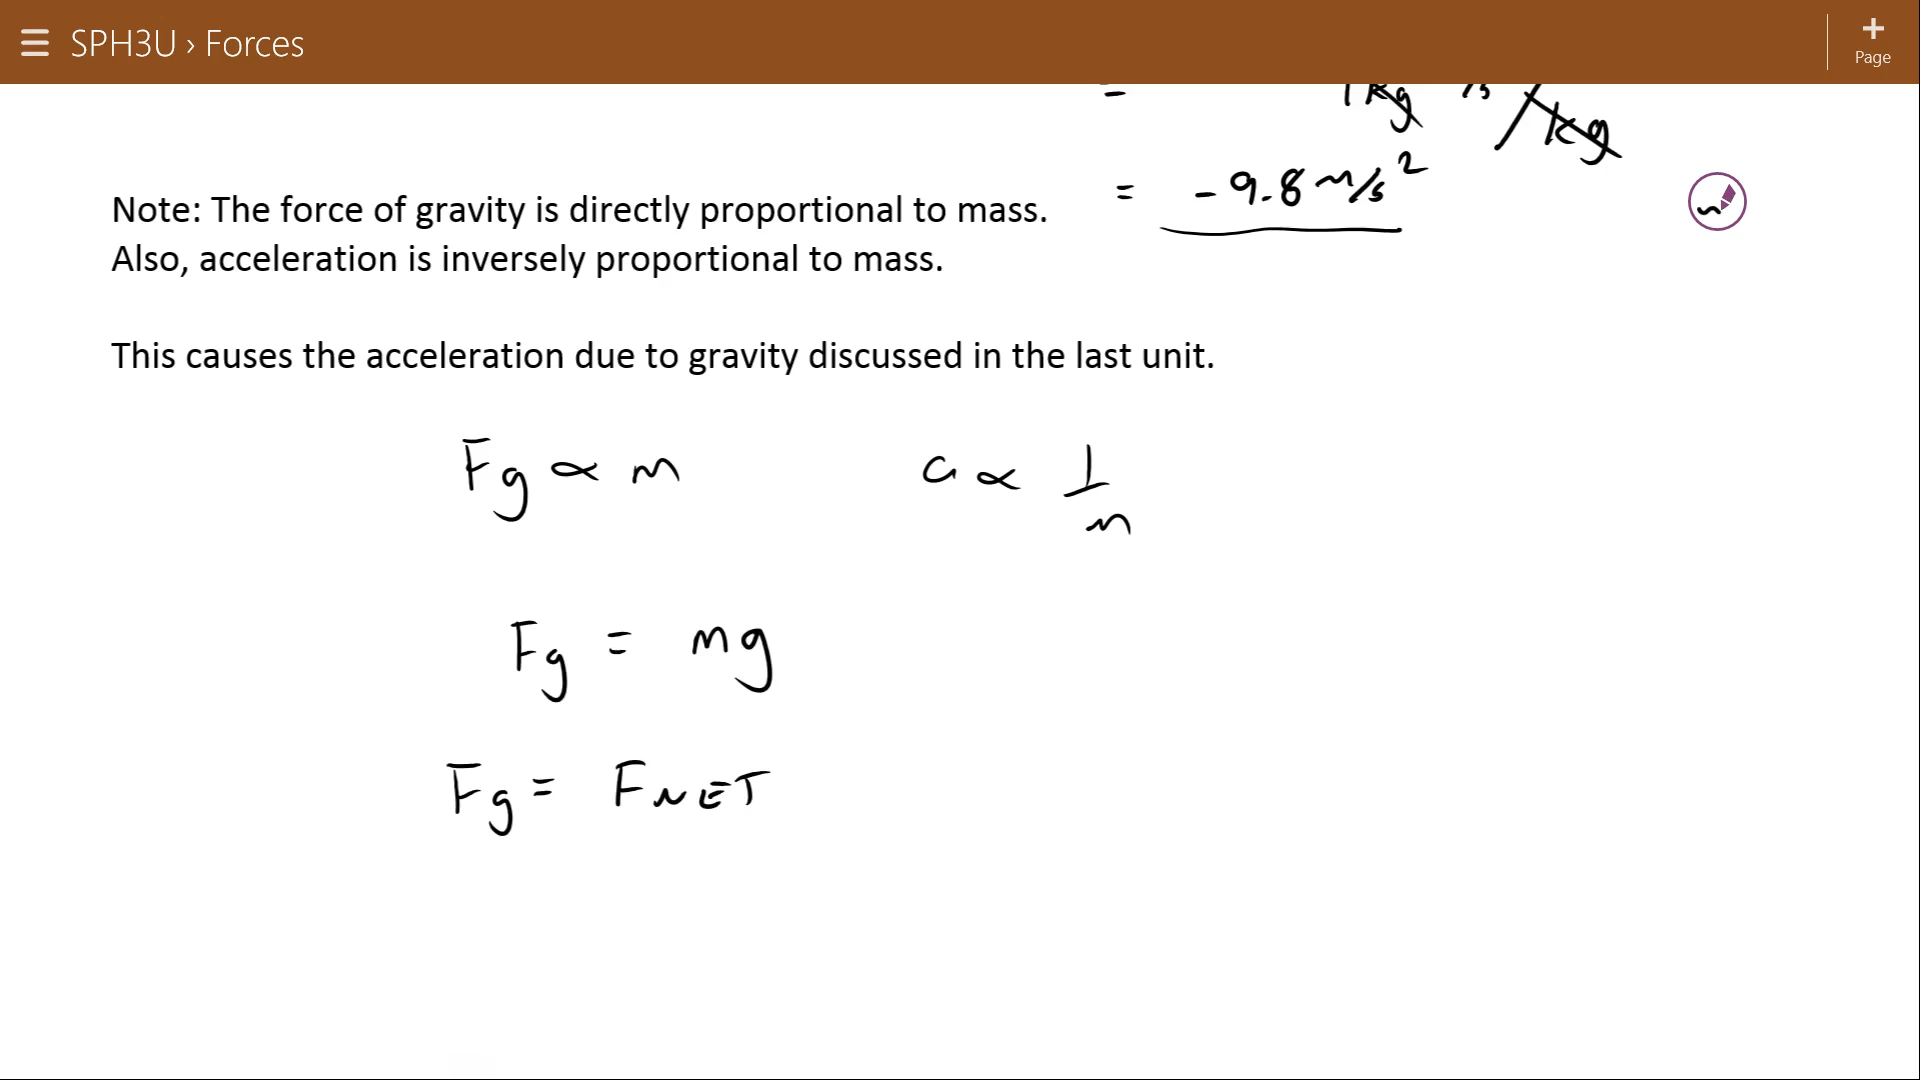 SPH3U › Forces
+
Page
=
1kg /kg
= -9.8 m/s²
Note: The force of gravity is directly proportional to mass.
Also, acceleration is inversely proportional to mass.
This causes the acceleration due to gravity discussed in the last unit.
Fg ∝ m a ∝ 1/m
Fg = mg
Fg = FNET